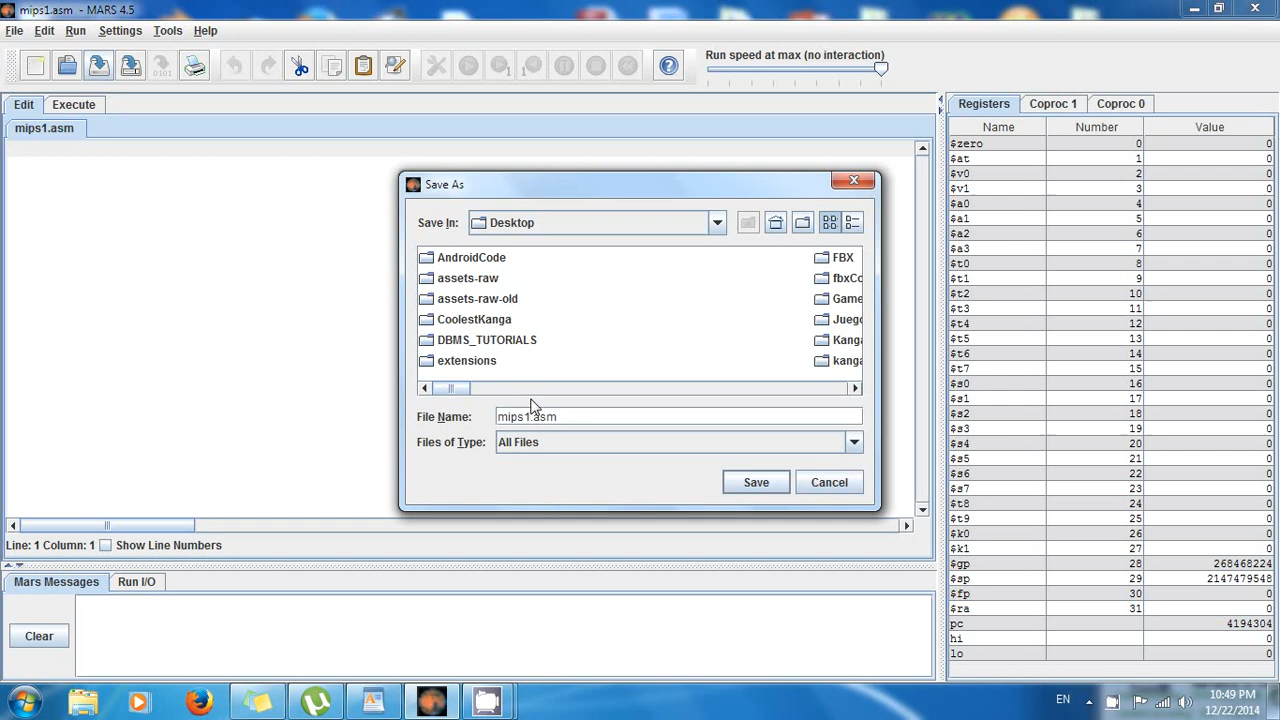 mips1.asm - MARS 4.5
File Edit Run Settings Tools Help
Run speed at max (no interaction)
Edit Execute
mips1.asm
Registers Coproc 1 Coproc 0
Name Number Value
$zero 0 0
$at 1 0
$v0 2 0
$v1 3 0
$a0 4 0
$a1 5 0
$a2 6 0
$a3 7 0
$t0 8 0
$t1 9 0
$t2 10 0
$t3 11 0
$t4 12 0
$t5 13 0
$t6 14 0
$t7 15 0
$s0 16 0
$s1 17 0
$s2 18 0
$s3 19 0
$s4 20 0
$s5 21 0
$s6 22 0
$s7 23 0
$t8 24 0
$t9 25 0
$k0 26 0
$k1 27 0
$gp 28 268468224
$sp 29 2147479548
$fp 30 0
$ra 31 0
pc 4194304
hi 0
lo 0
Save As
Save In: Desktop
AndroidCode FBX
assets-raw fbxCo
assets-raw-old Game
CoolestKanga Juego
DBMS_TUTORIALS Kanga
extensions kanga
File Name: mips1.asm
Files of Type: All Files
Save Cancel
Line: 1 Column: 1 Show Line Numbers
Mars Messages Run I/O
Clear
EN 10:49 PM
12/22/2014